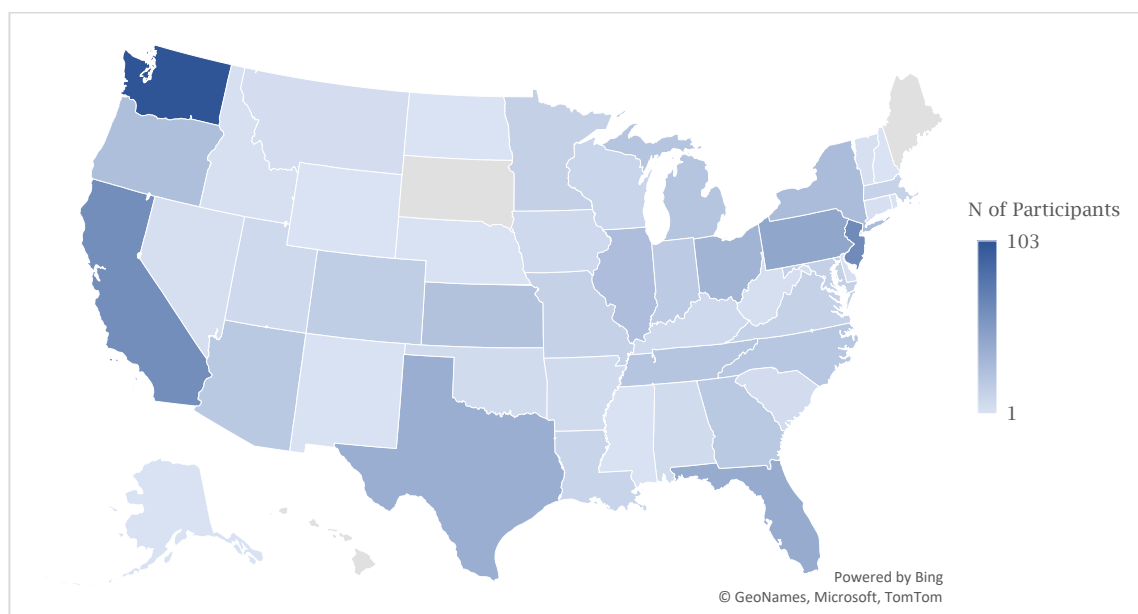 N of Participants
103
1
Powered by Bing
© GeoNames, Microsoft, TomTom